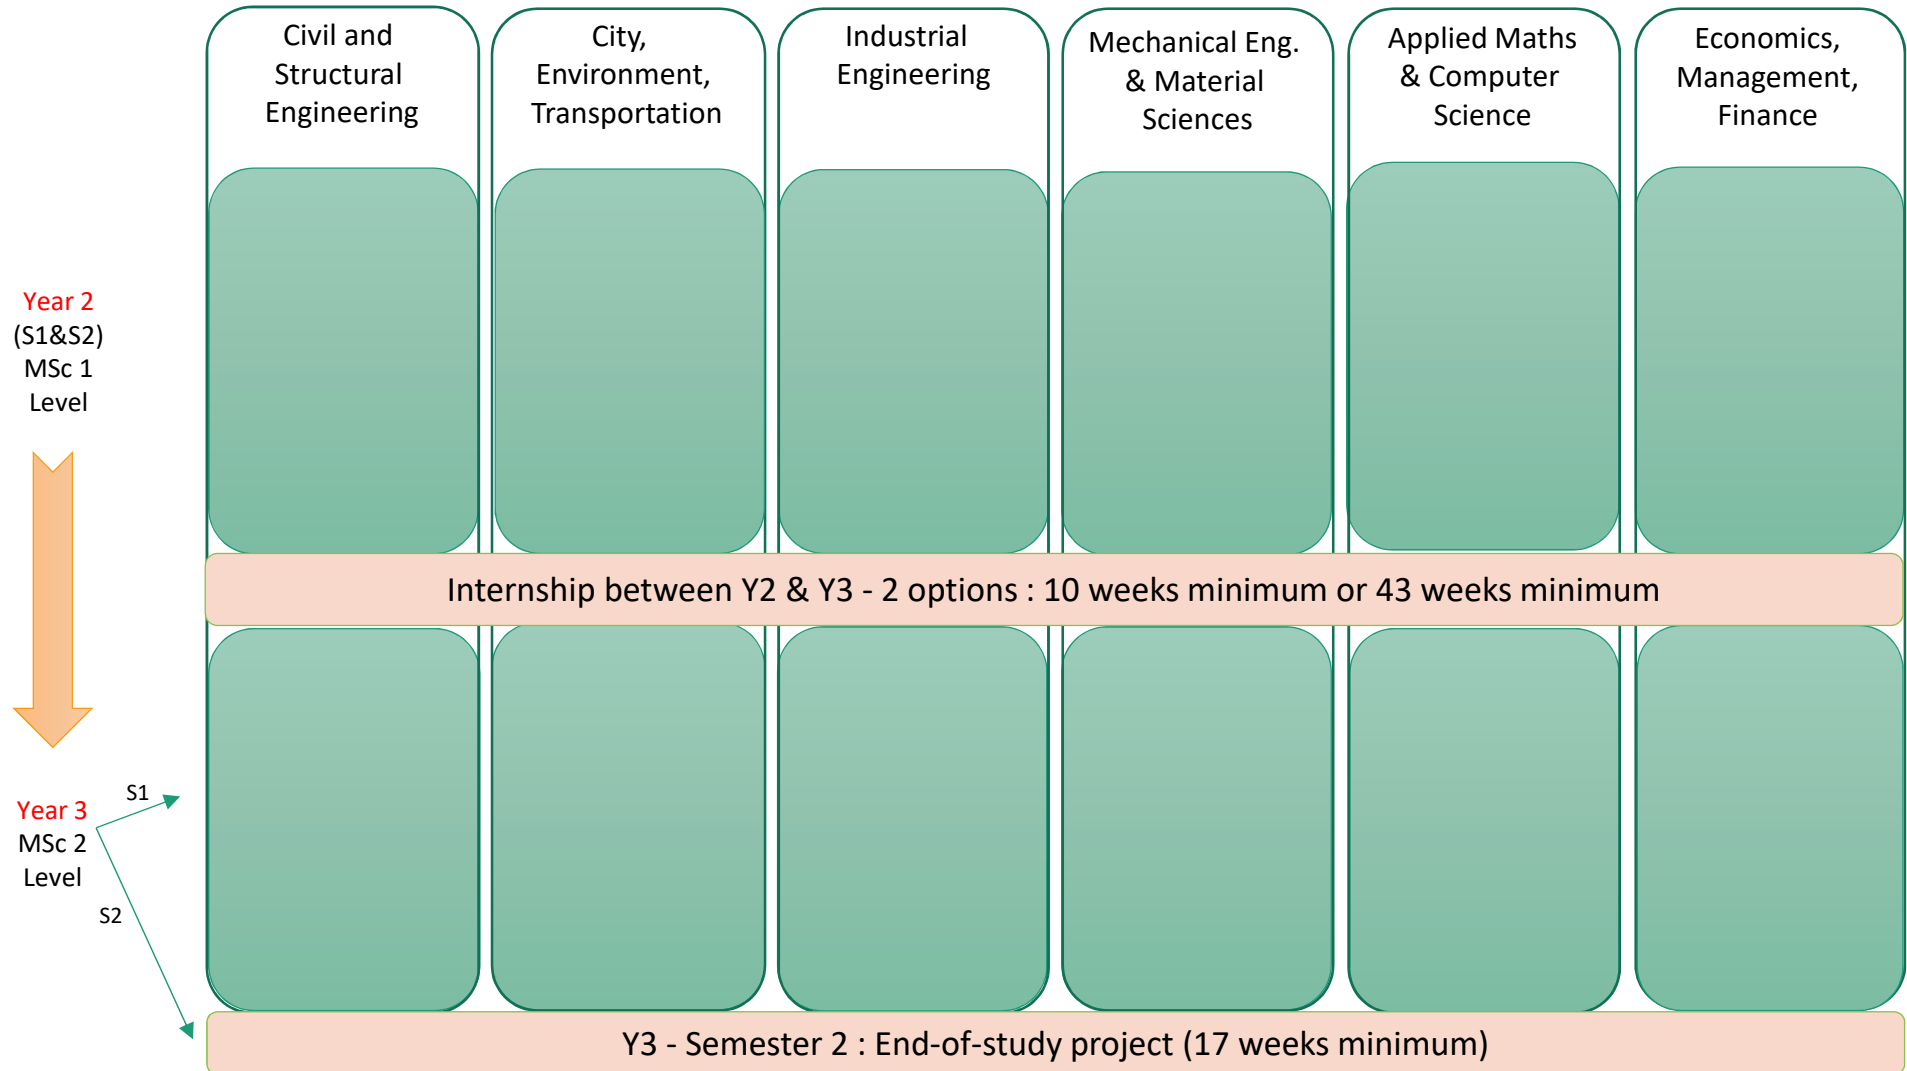 Civil and
Structural
Engineering
City,
Environment,
Transportation
Industrial
Engineering
Mechanical Eng.
& Material
Sciences
Applied Maths
& Computer
Science
Economics,
Management,
Finance
Year 2
(S1&S2)
MSc 1
Level
Internship between Y2 & Y3 - 2 options : 10 weeks minimum or 43 weeks minimum
S1
Year 3
MSc 2
Level
S2
Y3 - Semester 2 : End-of-study project (17 weeks minimum)